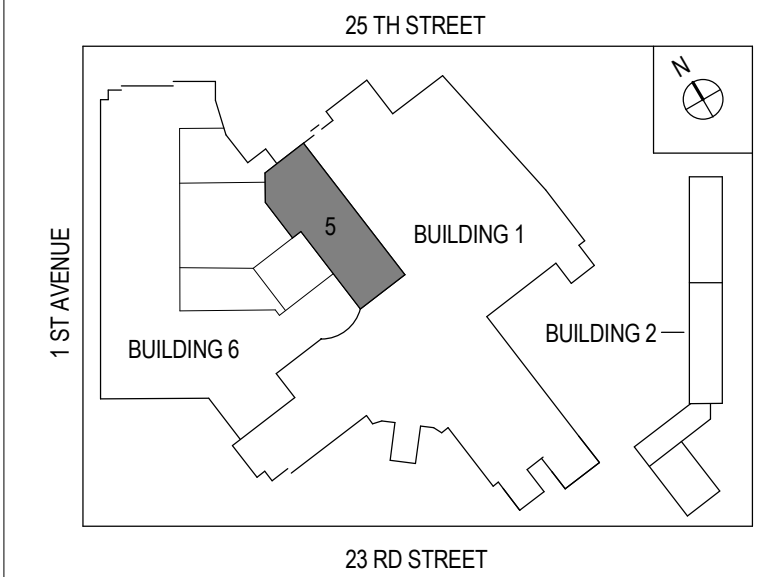 25 TH STREET
N
5
BUILDING 1
1 ST AVENUE
BUILDING 2
BUILDING 6
23 RD STREET